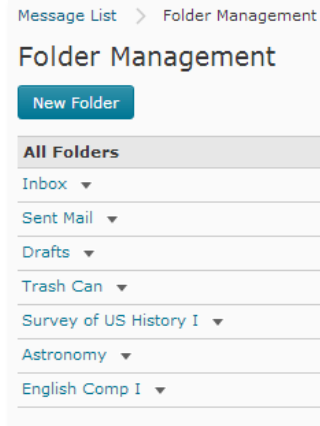 Message List > Folder Management
Folder Management
New Folder
All Folders
Inbox
Sent Mail
Drafts
Trash Can
Survey of US History I
Astronomy
English Comp I